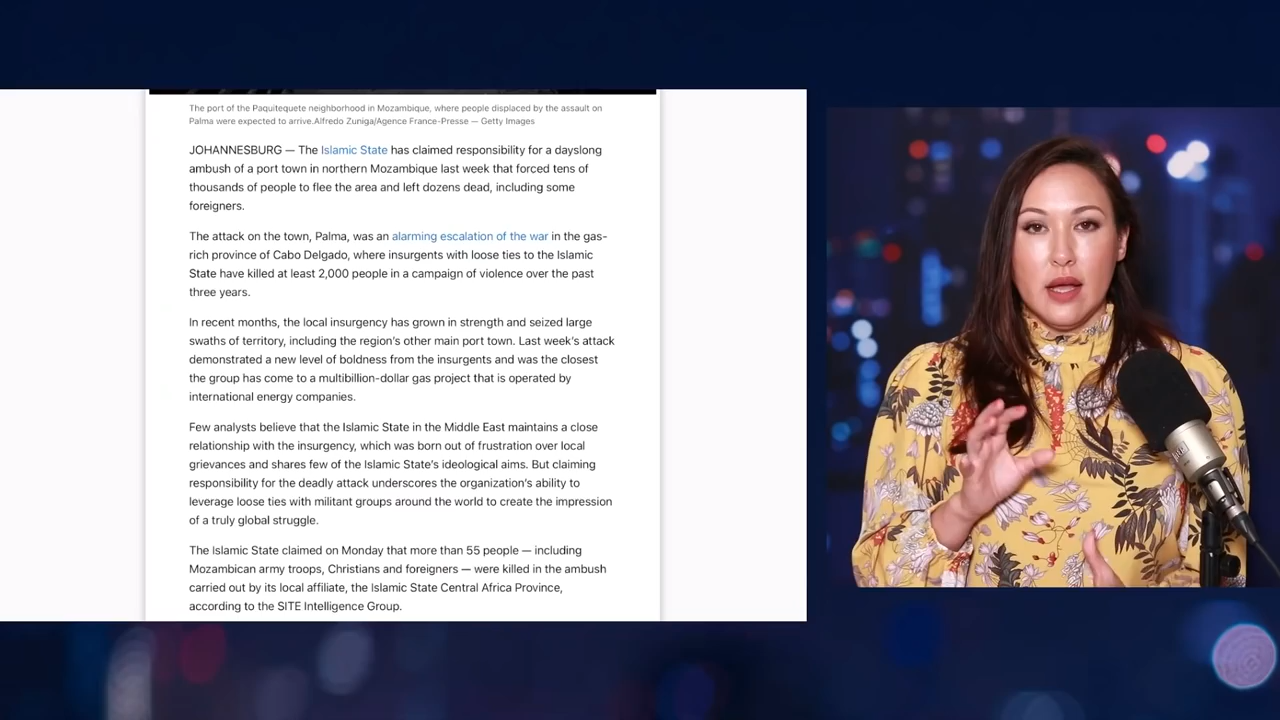 The port of the Paquitequete neighborhood in Mozambique, where people displaced by the assault on
Palma were expected to arrive.Alfredo Zuniga/Agence France-Presse — Getty Images
JOHANNESBURG — The Islamic State has claimed responsibility for a dayslong
ambush of a port town in northern Mozambique last week that forced tens of
thousands of people to flee the area and left dozens dead, including some
foreigners.
The attack on the town, Palma, was an alarming escalation of the war in the gas-
rich province of Cabo Delgado, where insurgents with loose ties to the Islamic
State have killed at least 2,000 people in a campaign of violence over the past
three years.
In recent months, the local insurgency has grown in strength and seized large
swaths of territory, including the region's other main port town. Last week's attack
demonstrated a new level of boldness from the insurgents and was the closest
the group has come to a multibillion-dollar gas project that is operated by
international energy companies.
Few analysts believe that the Islamic State in the Middle East maintains a close
relationship with the insurgency, which was born out of frustration over local
grievances and shares few of the Islamic State's ideological aims. But claiming
responsibility for the deadly attack underscores the organization's ability to
leverage loose ties with militant groups around the world to create the impression
of a truly global struggle.
The Islamic State claimed on Monday that more than 55 people — including
Mozambican army troops, Christians and foreigners — were killed in the ambush
carried out by its local affiliate, the Islamic State Central Africa Province,
according to the SITE Intelligence Group.